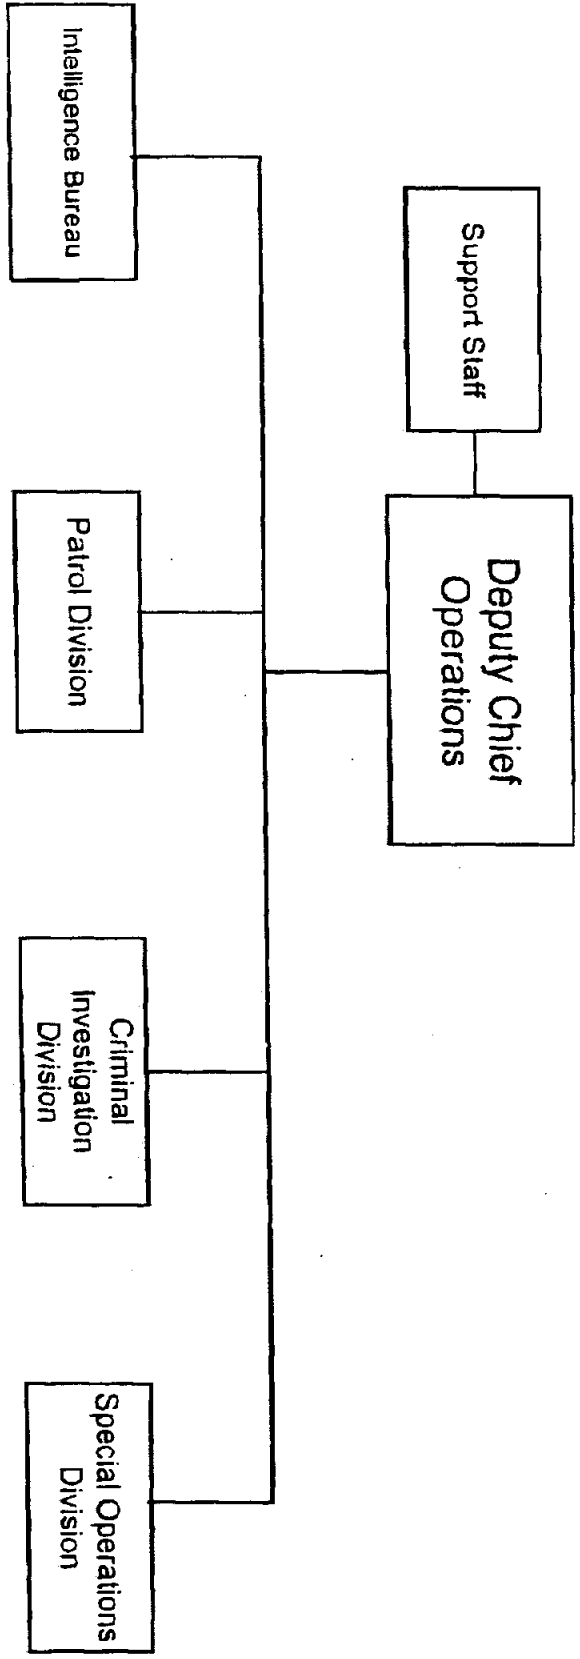 Support Staff
Deputy Chief
Operations
Intelligence Bureau
Patrol Division
Criminal
Investigation
Division
Special Operations
Division